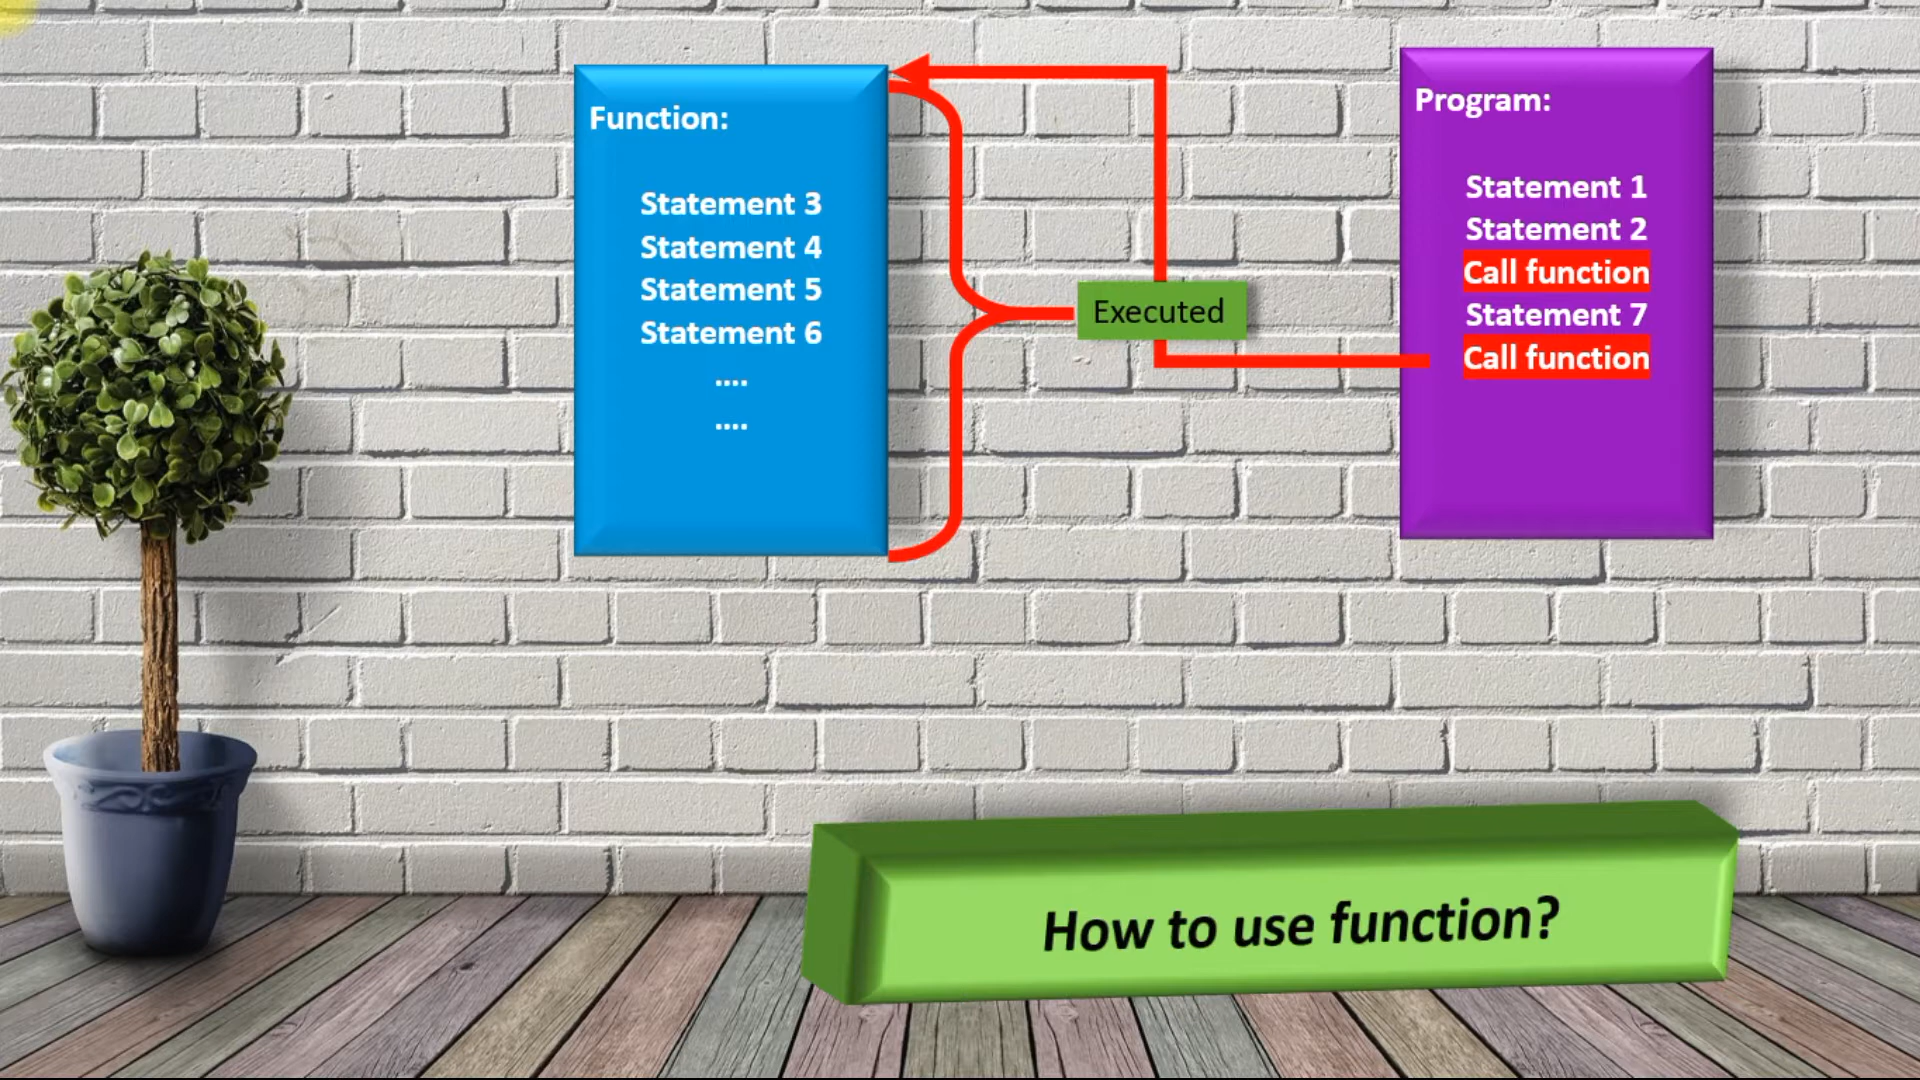 Function:
Statement 3
Statement 4
Statement 5
Statement 6
....
....
Executed
Program:
Statement 1
Statement 2
Call function
Statement 7
Call function
How to use function?